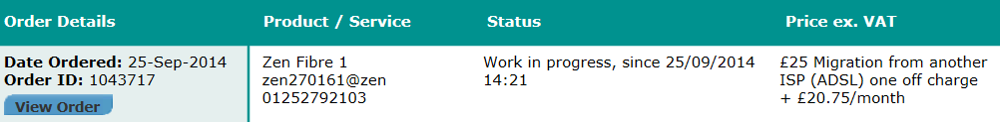 Order Details Product / Service Status Price ex. VAT
Date Ordered: 25-Sep-2014
Order ID: 1043717
View Order
Zen Fibre 1
zen270161@zen
01252792103
Work in progress, since 25/09/2014
14:21
£25 Migration from another
ISP (ADSL) one off charge
+ £20.75/month